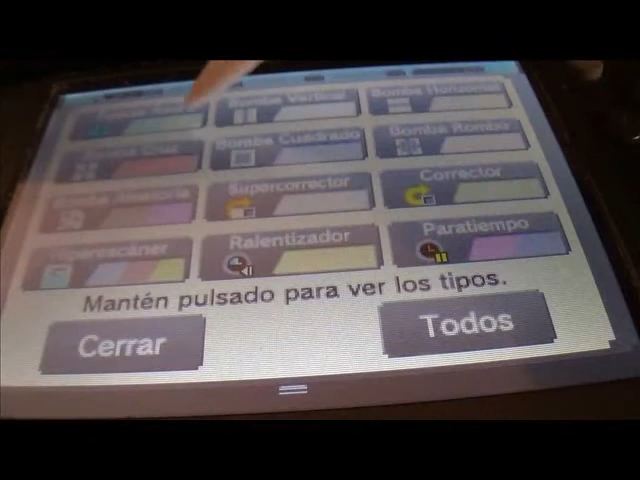 Bomba Vertical
Bomba Horizontal
Bomba Cuadrado
Bomba Rombo
Supercorrector
Corrector
Hiperescáner
Ralentizador
Paratiempo
Mantén pulsado para ver los tipos.
Cerrar
Todos